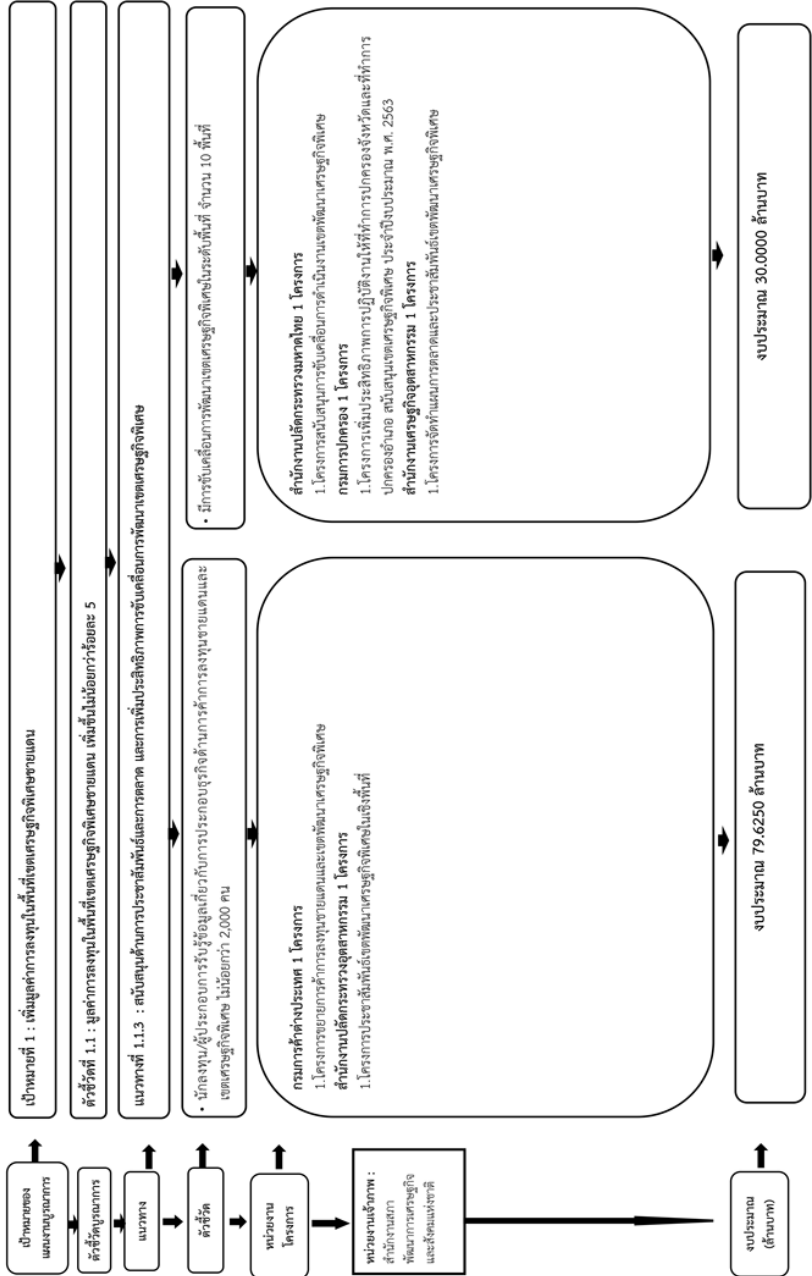 เป้าหมายของ
แผนงานบูรณาการ
เป้าหมายที่ 1 : เพิ่มมูลค่าการลงทุนในพื้นที่เขตเศรษฐกิจพิเศษชายแดน
ตัวชี้วัดบูรณาการ
ตัวชี้วัดที่ 1.1 : มูลค่าการลงทุนในพื้นที่เขตเศรษฐกิจพิเศษชายแดน เพิ่มขึ้นไม่น้อยกว่าร้อยละ 5
แนวทาง
แนวทางที่ 1.1.3 : สนับสนุนด้านการประชาสัมพันธ์และการตลาด และการเพิ่มประสิทธิภาพการขับเคลื่อนการพัฒนาเขตเศรษฐกิจพิเศษ
ตัวชี้วัด
• นักลงทุน/ผู้ประกอบการรับรู้ข้อมูลเกี่ยวกับการประกอบธุรกิจด้านการค้าการลงทุนชายแดนและ
เขตเศรษฐกิจพิเศษ ไม่น้อยกว่า 2,000 คน
• มีการขับเคลื่อนการพัฒนาเขตเศรษฐกิจพิเศษในระดับพื้นที่ จำนวน 10 พื้นที่
หน่วยงาน
โครงการ
กรมการค้าต่างประเทศ 1 โครงการ
1.โครงการขยายการค้าการลงทุนชายแดนและเขตพัฒนาเศรษฐกิจพิเศษ
สำนักงานปลัดกระทรวงอุตสาหกรรม 1 โครงการ
1.โครงการประชาสัมพันธ์เขตพัฒนาเศรษฐกิจพิเศษในเชิงพื้นที่
สำนักงานปลัดกระทรวงมหาดไทย 1 โครงการ
1.โครงการสนับสนุนการขับเคลื่อนการดำเนินงานเขตพัฒนาเศรษฐกิจพิเศษ
กรมการปกครอง 1 โครงการ
1.โครงการเพิ่มประสิทธิภาพการปฏิบัติงานให้ที่ทำการปกครองจังหวัดและที่ทำการ
ปกครองอำเภอ สนับสนุนเขตเศรษฐกิจพิเศษ ประจำปีงบประมาณ พ.ศ. 2563
สำนักงานเศรษฐกิจอุตสาหกรรม 1 โครงการ
1.โครงการจัดทำแผนการตลาดและประชาสัมพันธ์เขตพัฒนาเศรษฐกิจพิเศษ
หน่วยงานเจ้าภาพ :
สำนักงานสภา
พัฒนาการเศรษฐกิจ
และสังคมแห่งชาติ
งบประมาณ
(ล้านบาท)
งบประมาณ 79.6250 ล้านบาท
งบประมาณ 30.0000 ล้านบาท